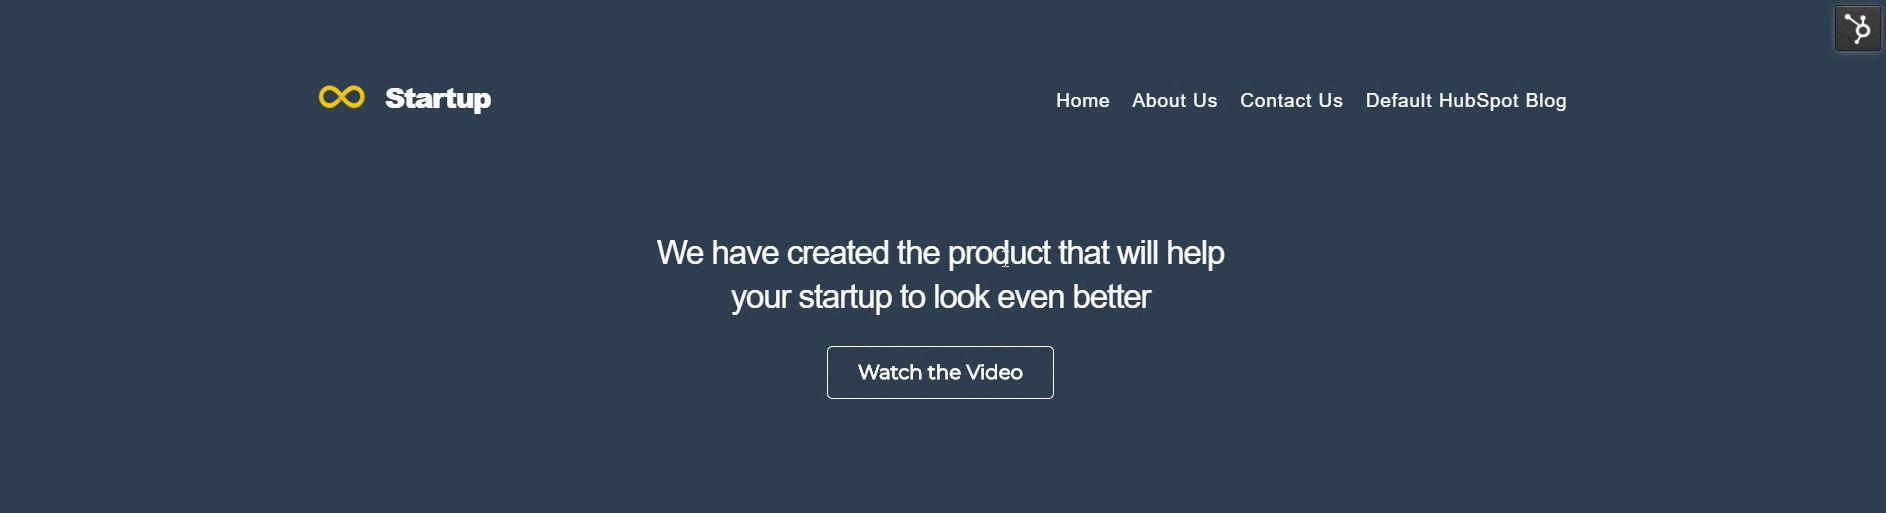 Startup
Home About Us Contact Us Default HubSpot Blog
We have created the product that will help
your startup to look even better
Watch the Video